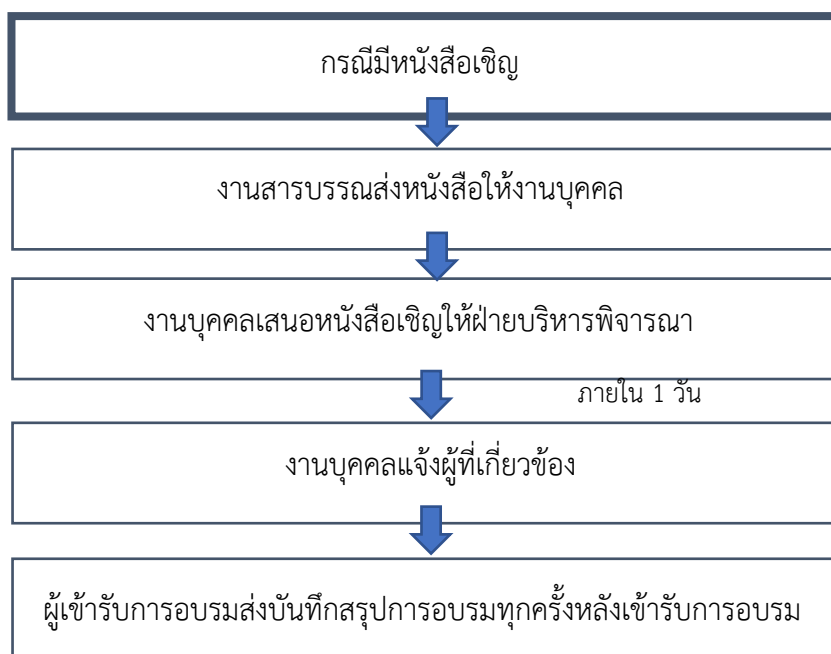 กรณีมีหนังสือเชิญ
งานสารบรรณส่งหนังสือให้งานบุคคล
งานบุคคลเสนอหนังสือเชิญให้ฝ่ายบริหารพิจารณา
ภายใน 1 วัน
งานบุคคลแจ้งผู้ที่เกี่ยวข้อง
ผู้เข้ารับการอบรมส่งบันทึกสรุปการอบรมทุกครั้งหลังเข้ารับการอบรม